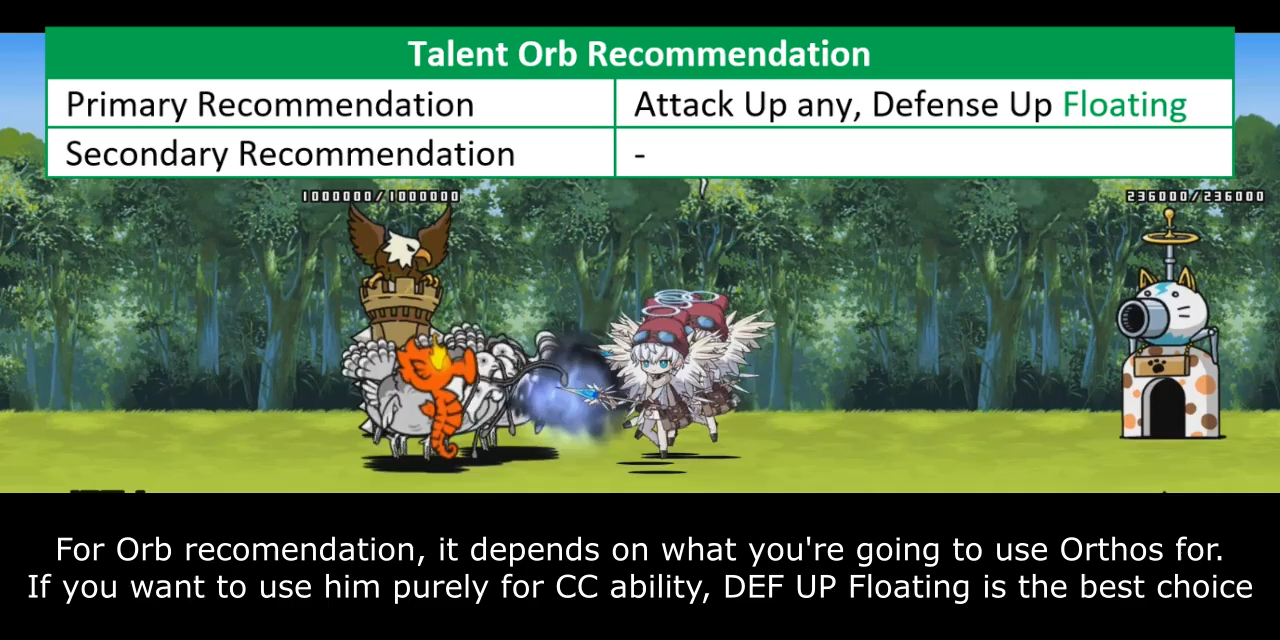 Talent Orb Recommendation
Primary Recommendation
Attack Up any, Defense Up Floating
Secondary Recommendation
-
1000000/1000000
236000/236000
For Orb recomendation, it depends on what you're going to use Orthos for.
If you want to use him purely for CC ability, DEF UP Floating is the best choice